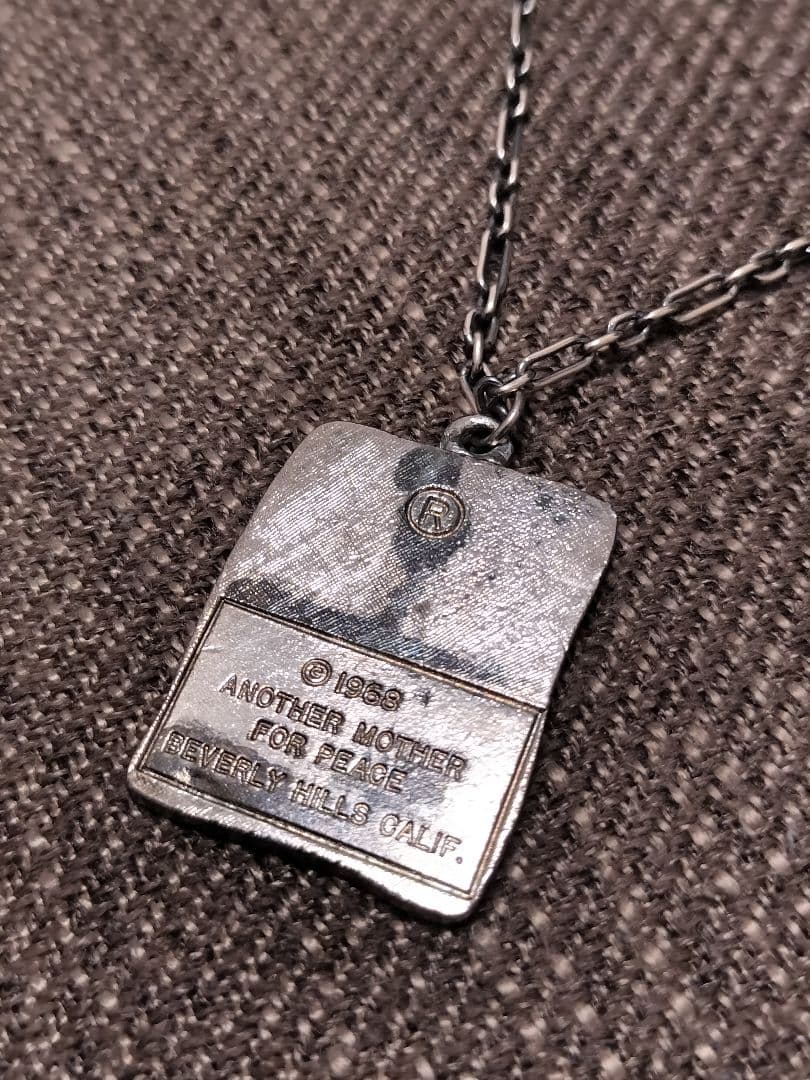 ®
© 1968
ANOTHER MOTHER
FOR PEACE
BEVERLY HILLS CALIF.